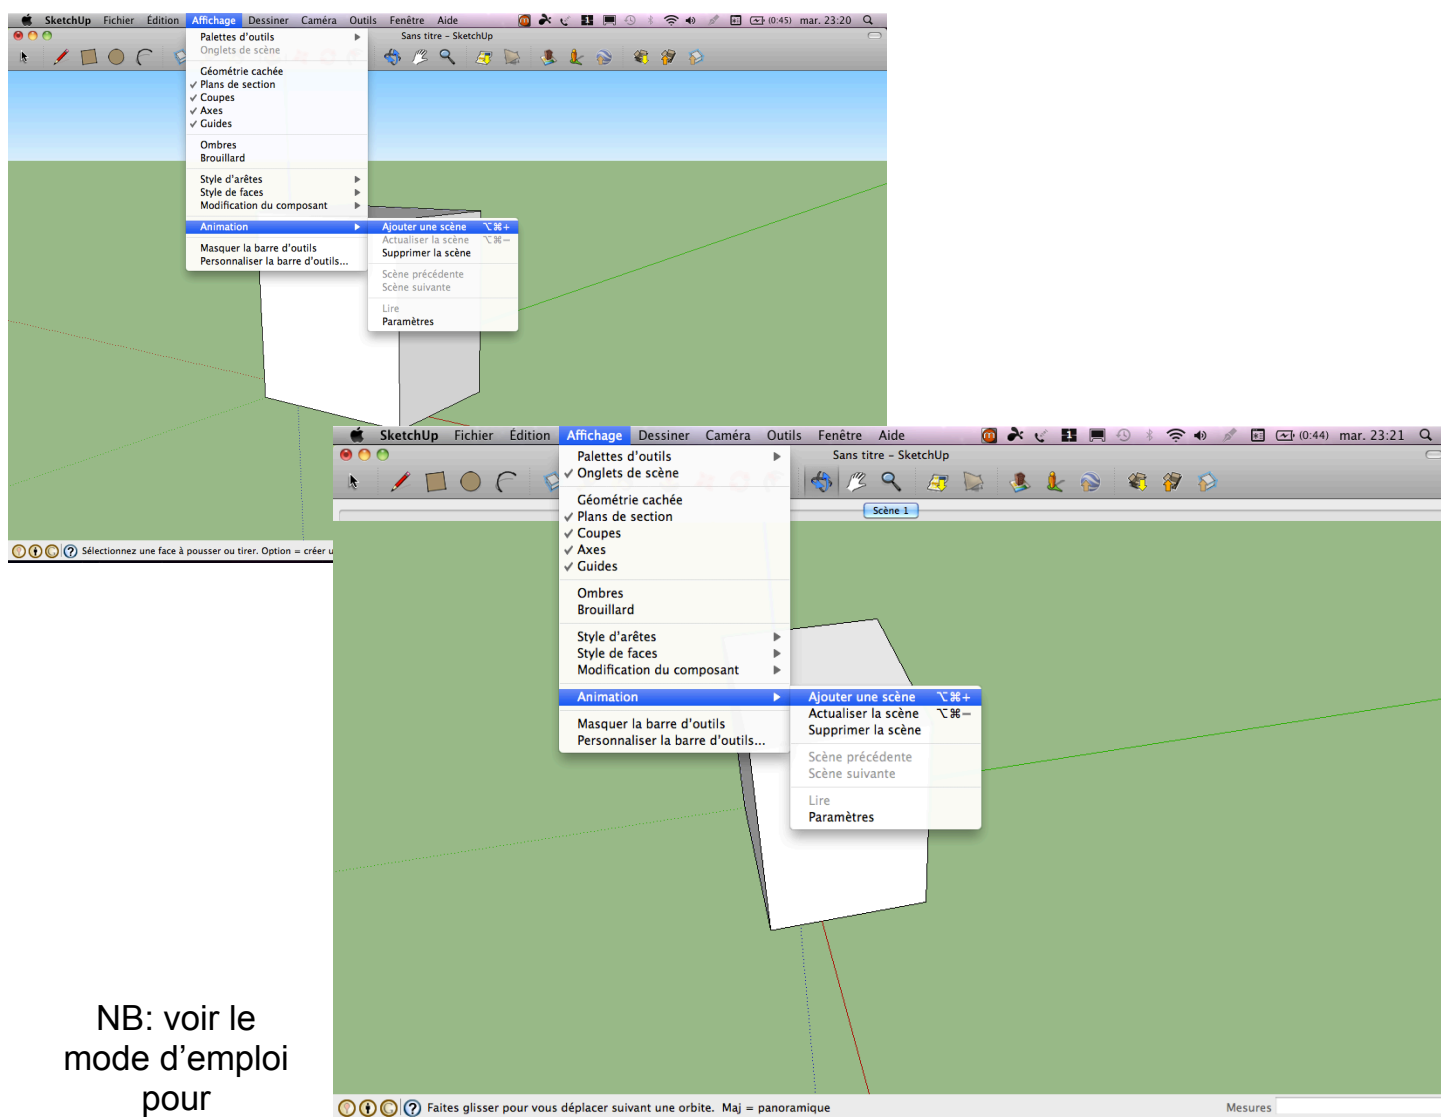 SketchUp Fichier Édition Affichage Dessiner Caméra Outils Fenêtre Aide (0:45) mar. 23:20
Sans titre – SketchUp
Palettes d'outils
Onglets de scène
Géométrie cachée
Plans de section
Coupes
Axes
Guides
Ombres
Brouillard
Style d'arêtes
Style de faces
Modification du composant
Animation
Masquer la barre d'outils
Personnaliser la barre d'outils...
Ajouter une scène ⌥⌘+
Actualiser la scène ⌥⌘−
Supprimer la scène
Scène précédente
Scène suivante
Lire
Paramètres
Sélectionnez une face à pousser ou tirer. Option = créer
SketchUp Fichier Édition Affichage Dessiner Caméra Outils Fenêtre Aide (0:44) mar. 23:21
Sans titre – SketchUp
Palettes d'outils
Onglets de scène
Scène 1
Géométrie cachée
Plans de section
Coupes
Axes
Guides
Ombres
Brouillard
Style d'arêtes
Style de faces
Modification du composant
Animation
Masquer la barre d'outils
Personnaliser la barre d'outils...
Ajouter une scène ⌥⌘+
Actualiser la scène ⌥⌘−
Supprimer la scène
Scène précédente
Scène suivante
Lire
Paramètres
Faites glisser pour vous déplacer suivant une orbite. Maj = panoramique
Mesures
NB: voir le
mode d'emploi
pour